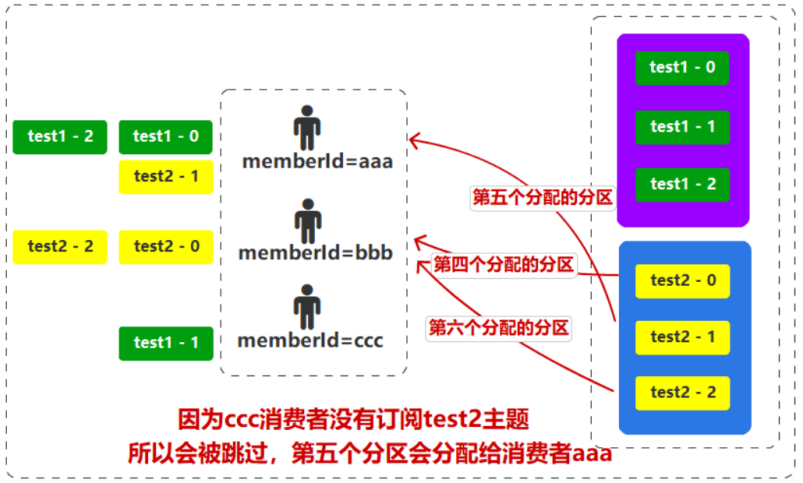 test1 - 2
test1 - 0
test2 - 1
memberId=aaa
test2 - 2
test2 - 0
memberId=bbb
test1 - 1
memberId=ccc
第五个分配的分区
第四个分配的分区
第六个分配的分区
test1 - 0
test1 - 1
test1 - 2
test2 - 0
test2 - 1
test2 - 2
因为ccc消费者没有订阅test2主题
所以会被跳过，第五个分区会分配给消费者aaa